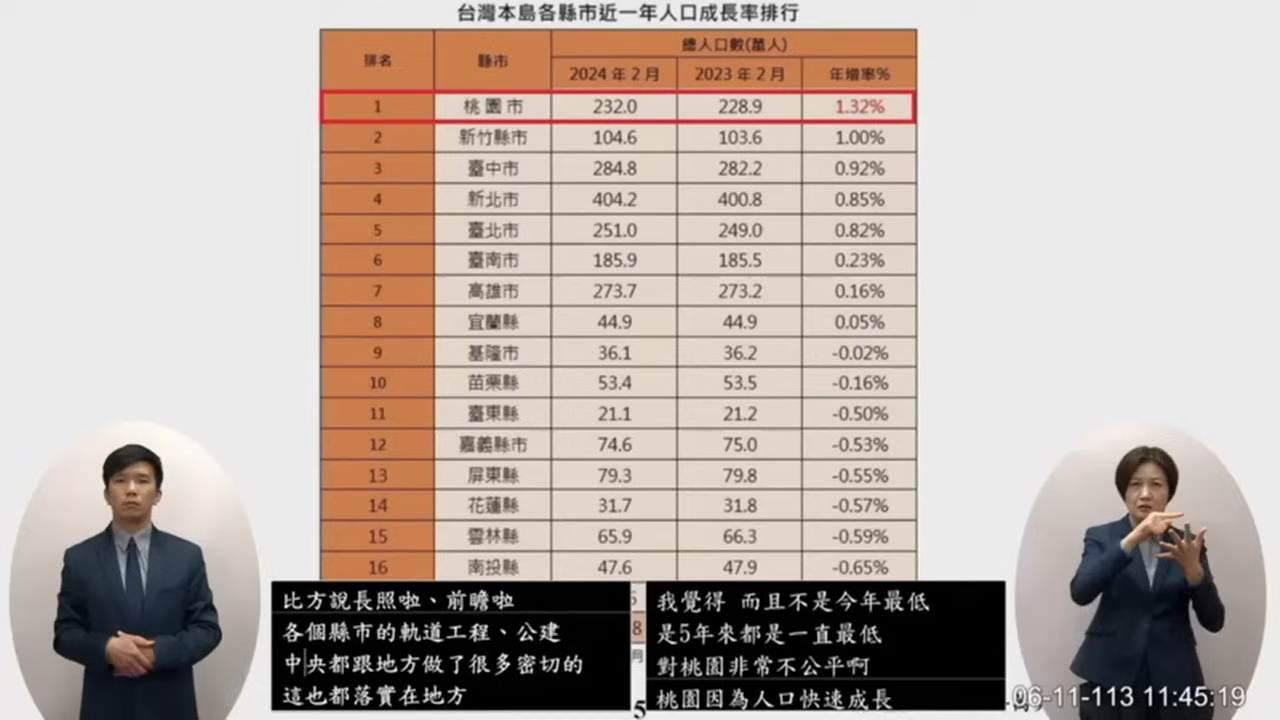 台灣本島各縣市近一年人口成長率排行
排名 縣市 總人口數(萬人)
2024年2月 2023年2月 年增率%
1 桃園市 232.0 228.9 1.32%
2 新竹縣市 104.6 103.6 1.00%
3 臺中市 284.8 282.2 0.92%
4 新北市 404.2 400.8 0.85%
5 臺北市 251.0 249.0 0.82%
6 臺南市 185.9 185.5 0.23%
7 高雄市 273.7 273.2 0.16%
8 宜蘭縣 44.9 44.9 0.05%
9 基隆市 36.1 36.2 -0.02%
10 苗栗縣 53.4 53.5 -0.16%
11 臺東縣 21.1 21.2 -0.50%
12 嘉義縣市 74.6 75.0 -0.53%
13 屏東縣 79.3 79.8 -0.55%
14 花蓮縣 31.7 31.8 -0.57%
15 雲林縣 65.9 66.3 -0.59%
16 南投縣 47.6 47.9 -0.65%
比方說長照啦、前瞻啦
各個縣市的軌道工程、公建
中央都跟地方做了很多密切的
這也都落實在地方
8
月
5
我覺得 而且不是今年最低
是5年來都是一直最低
對桃園非常不公平啊
桃園因為人口快速成長
06-11-113 11:45:19